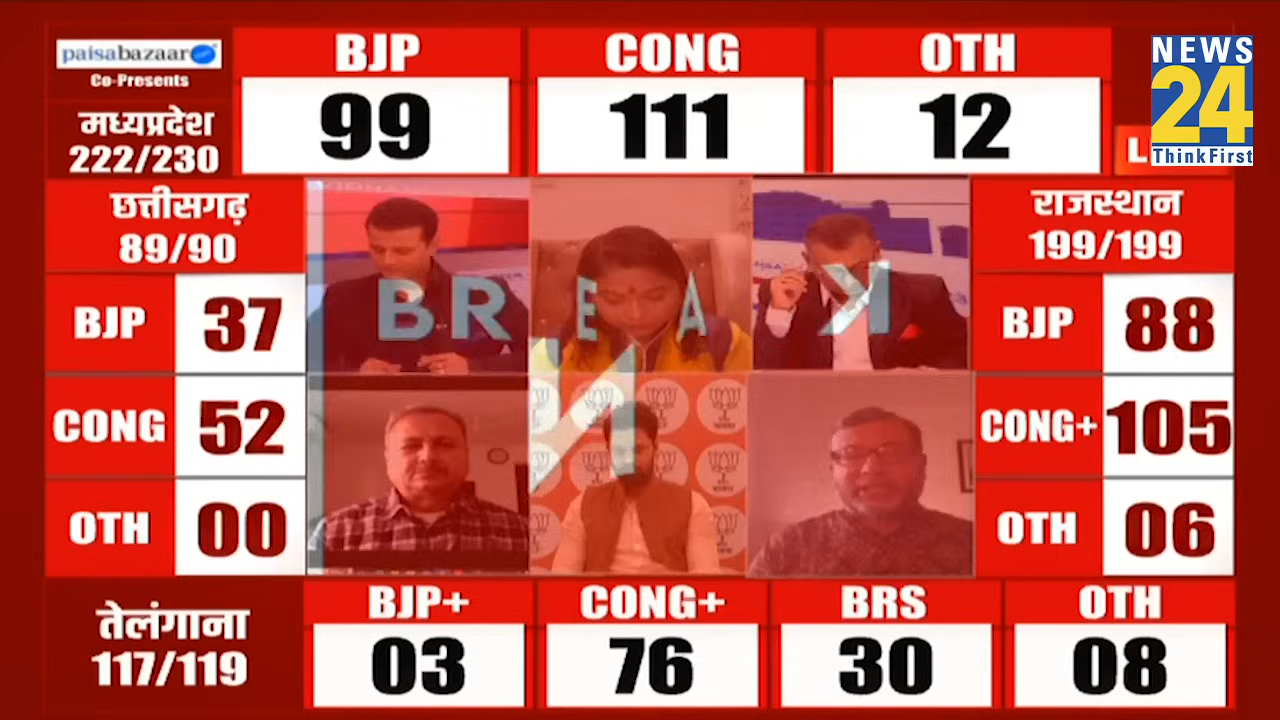 paisabazaar
Co-Presents
मध्यप्रदेश
222/230
BJP
99
CONG
111
OTH
12
NEWS
24
ThinkFirst
L
छत्तीसगढ़
89/90
BJP
37
CONG
52
OTH
00
BREAK
राजस्थान
199/199
BJP
88
CONG+
105
OTH
06
तेलंगाना
117/119
BJP+
03
CONG+
76
BRS
30
OTH
08